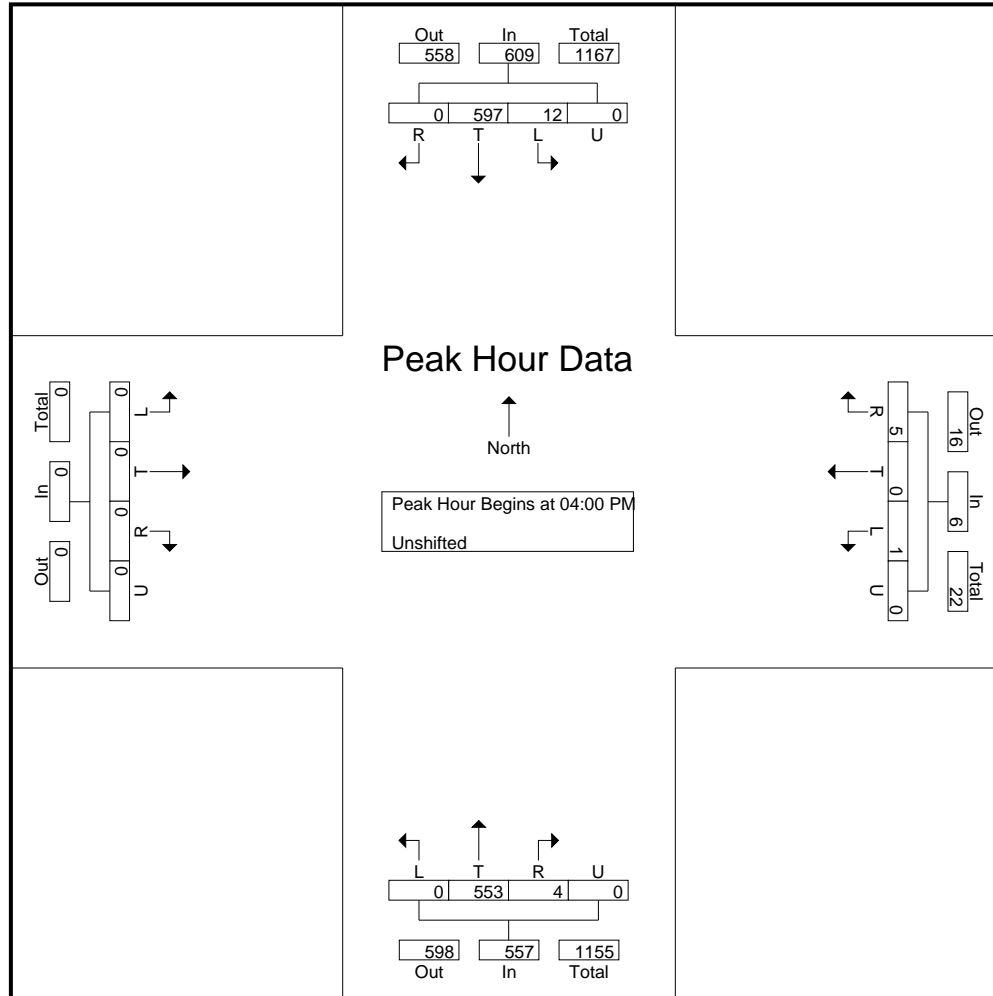 Out In Total
558 609 1167
0 597 12 0
R T L U
Peak Hour Data
North
Peak Hour Begins at 04:00 PM
Unshifted
Total In Out
0 0 0
0 0 0 0
L T R U
R T L U
5 0 1 0
16 6 22
Out In Total
L T R U
0 553 4 0
598 557 1155
Out In Total